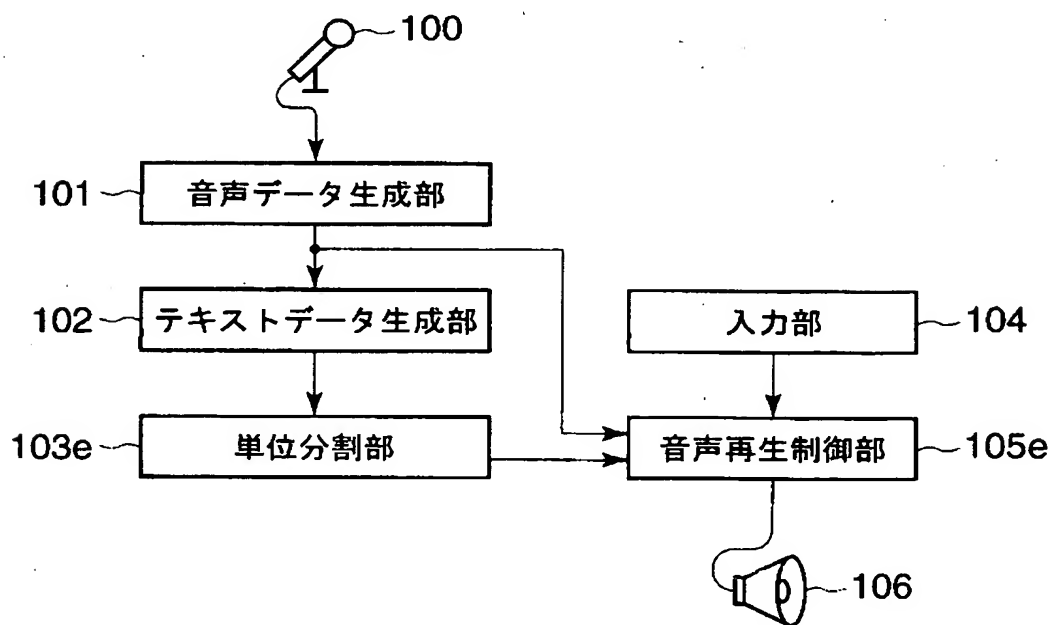 100
101 音声データ生成部
102 テキストデータ生成部
入力部 104
103e 単位分割部
音声再生制御部 105e
106